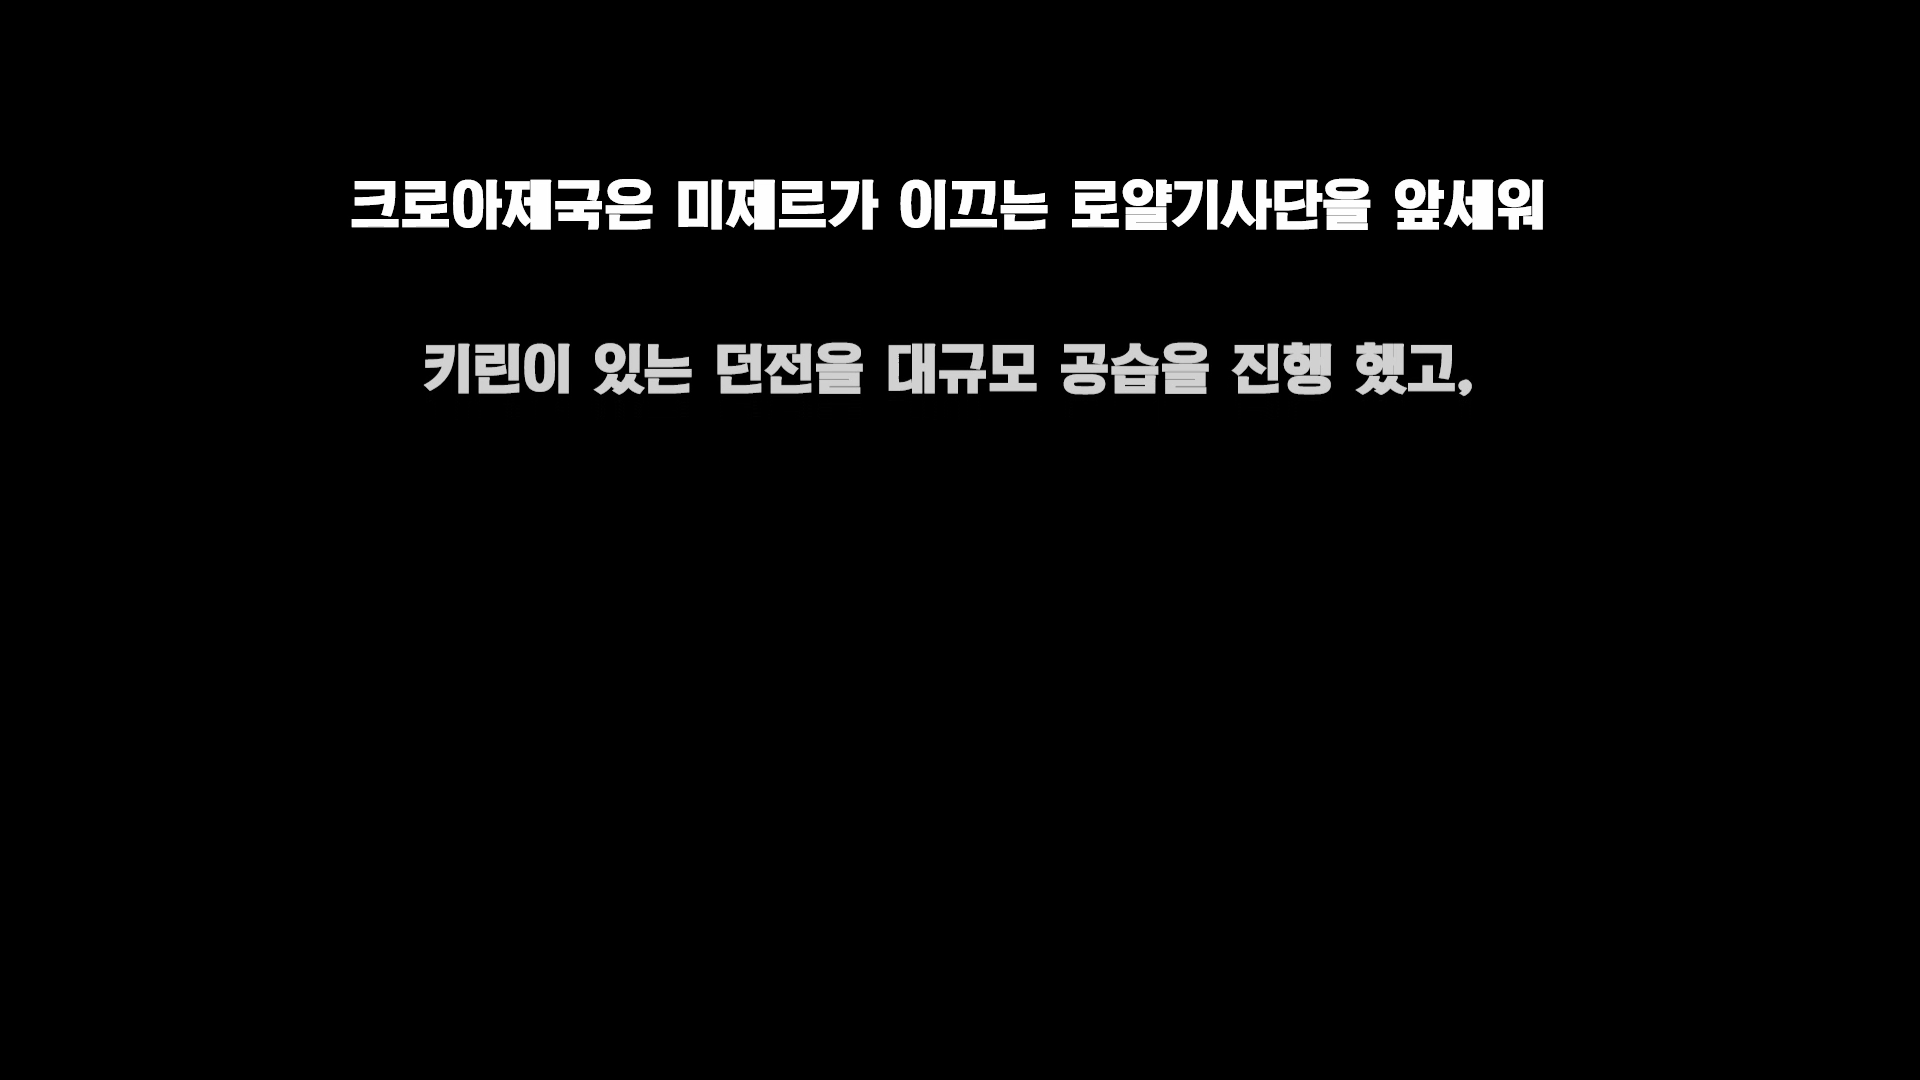 크로아제국은 미제르가 이끄는 로얄기사단을 앞세워
키린이 있는 던전을 대규모 공습을 진행 했고,